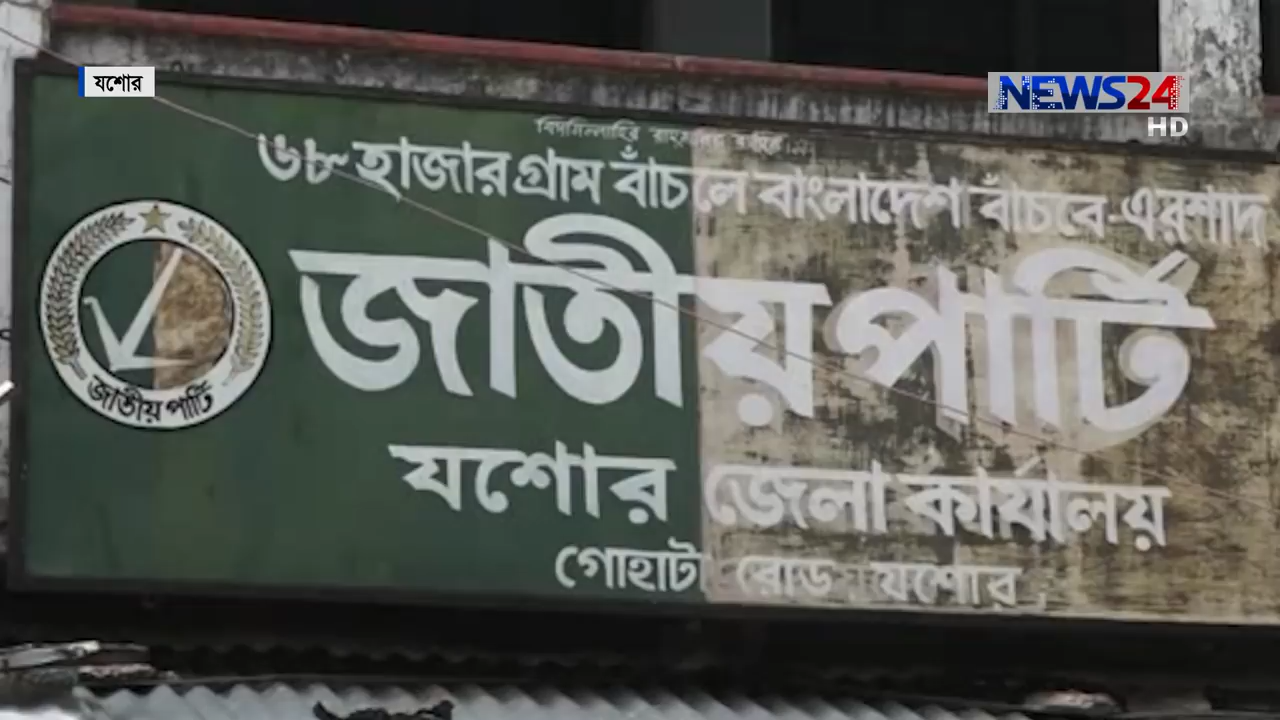 যশোর
NEWS24
HD
৬৮ হাজার গ্রাম বাঁচলে বাংলাদেশ বাঁচবে-এরশাদ
জাতীয় পার্টি
জাতীয় পার্টি
যশোর জেলা কার্যালয়
গোহাটা রোড, যশোর